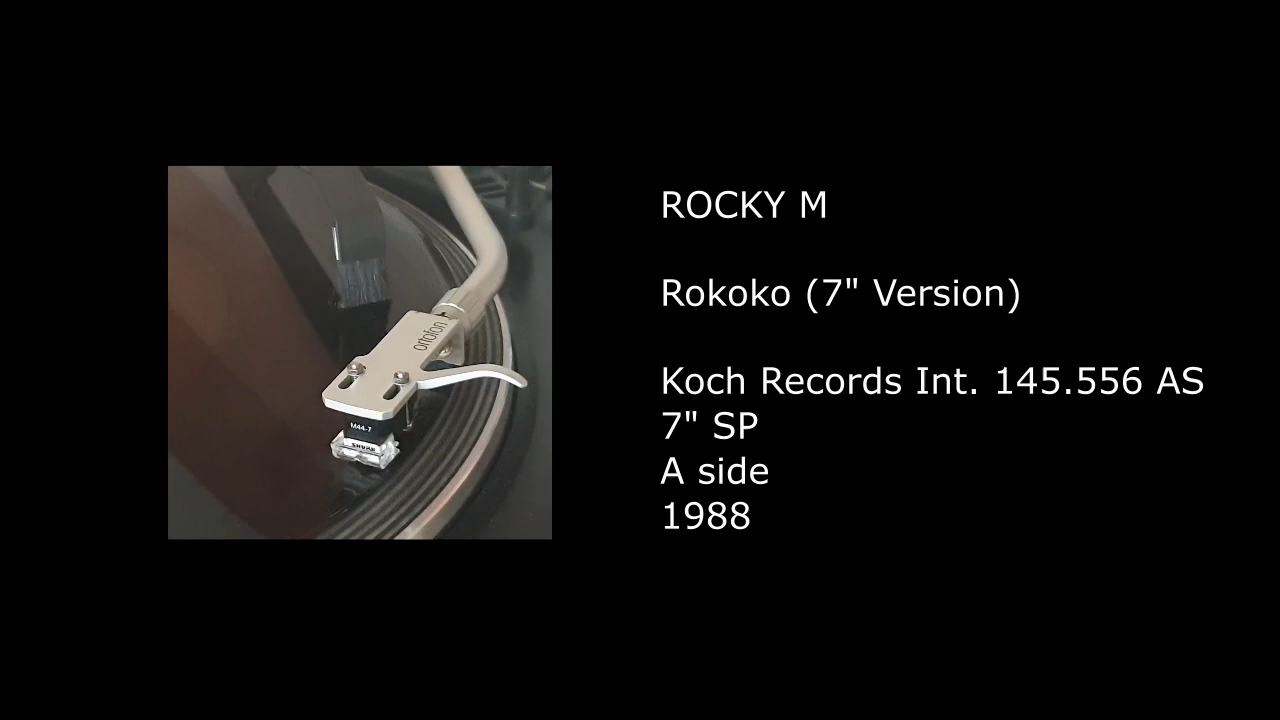 ortofon
M44-7
SHURE
ROCKY M
Rokoko (7" Version)
Koch Records Int. 145.556 AS
7" SP
A side
1988